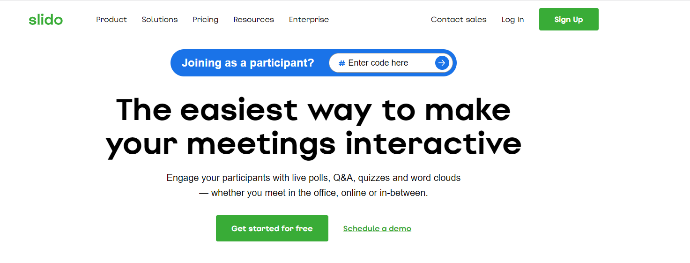 slido
Product Solutions Pricing Resources Enterprise Contact sales Log In Sign Up
Joining as a participant? # Enter code here
The easiest way to make
your meetings interactive
Engage your participants with live polls, Q&A, quizzes and word clouds
— whether you meet in the office, online or in-between.
Get started for free Schedule a demo